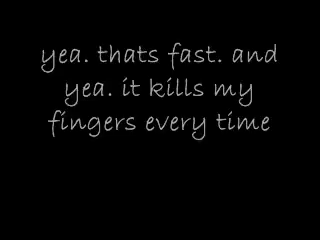 yea. thats fast. and
yea. it kills my
fingers every time